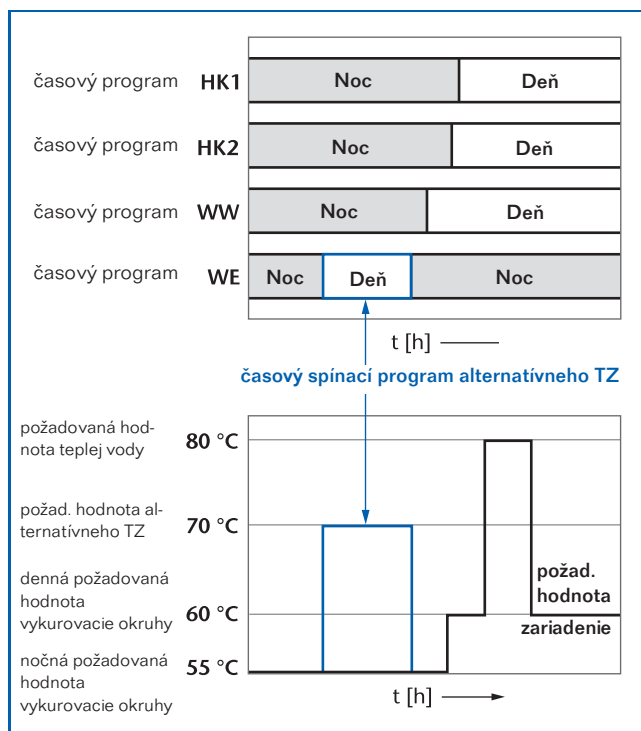 časový program HK1 Noc Deň
časový program HK2 Noc Deň
časový program WW Noc Deň
časový program WE Noc Deň Noc
t [h]
časový spínací program alternatívneho TZ
požadovaná hod-
nota teplej vody
80 °C
požad. hodnota al-
ternatívneho TZ
70 °C
denná požadovaná
hodnota
vykurovacie okruhy
60 °C
požad.
hodnota
zariadenie
nočná požadovaná
hodnota
vykurovacie okruhy
55 °C
t [h]